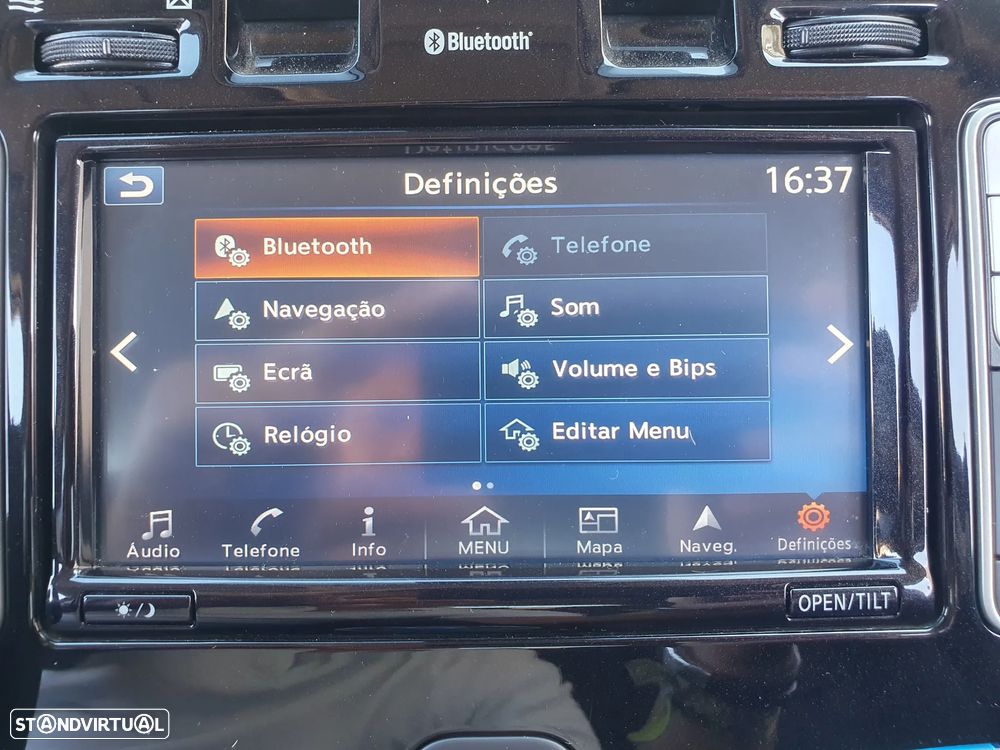 Bluetooth®
Definições
16:37
Bluetooth
Telefone
Navegação
Som
Ecrã
Volume e Bips
Relógio
Editar Menu
Áudio
Telefone
Info
MENU
Mapa
Naveg.
Definições
OPEN/TILT
STANDVIRTUAL